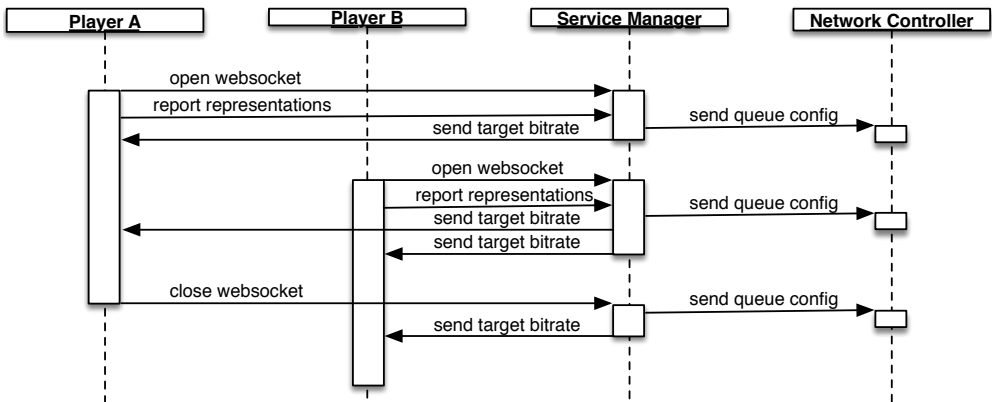 Player A
Player B
Service Manager
Network Controller
open websocket
report representations
send target bitrate
send queue config
open websocket
report representations
send queue config
send target bitrate
send target bitrate
close websocket
send queue config
send target bitrate